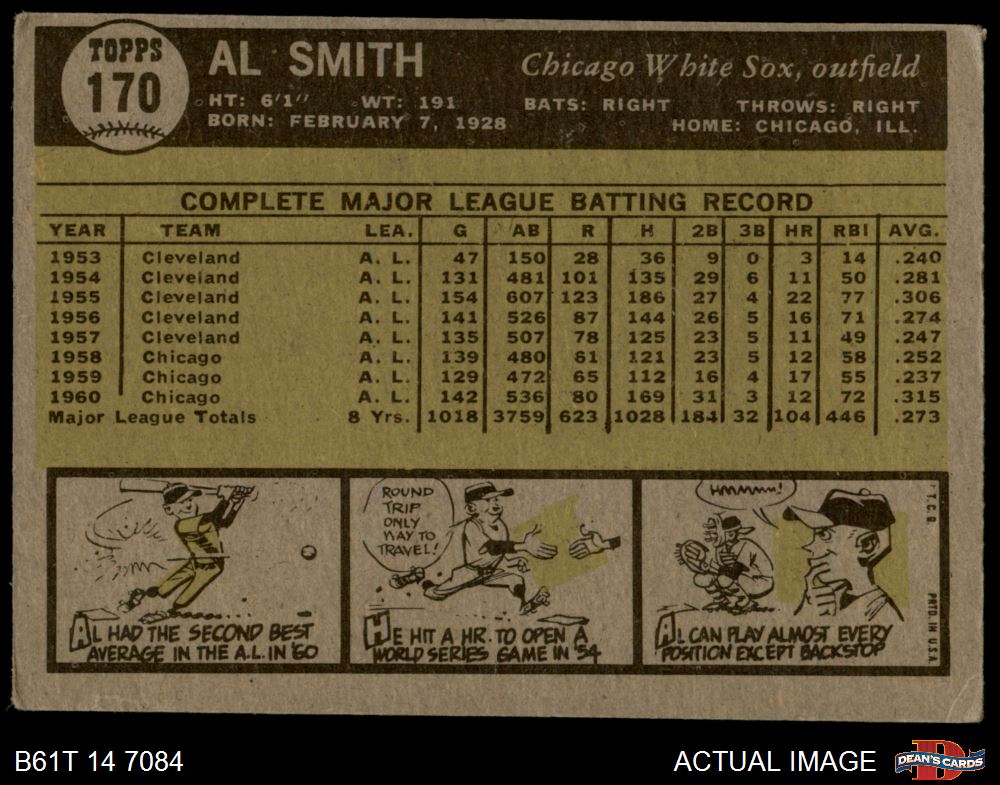 TOPPS
170
AL SMITH
Chicago White Sox, outfield
HT: 6'1" WT: 191 BATS: RIGHT THROWS: RIGHT
BORN: FEBRUARY 7, 1928 HOME: CHICAGO, ILL.
COMPLETE MAJOR LEAGUE BATTING RECORD
YEAR TEAM LEA. G AB R H 2B 3B HR RBI AVG.
1953 Cleveland A. L. 47 150 28 36 9 0 3 14 .240
1954 Cleveland A. L. 131 481 101 135 29 6 11 50 .281
1955 Cleveland A. L. 154 607 123 186 27 4 22 77 .306
1956 Cleveland A. L. 141 526 87 144 26 5 16 71 .274
1957 Cleveland A. L. 135 507 78 125 23 5 11 49 .247
1958 Chicago A. L. 139 480 61 121 23 5 12 58 .252
1959 Chicago A. L. 129 472 65 112 16 4 17 55 .237
1960 Chicago A. L. 142 536 80 169 31 3 12 72 .315
Major League Totals 8 Yrs. 1018 3759 623 1028 184 32 104 446 .273
AL HAD THE SECOND BEST
AVERAGE IN THE A.L. IN '60
ROUND
TRIP
ONLY
WAY TO
TRAVEL!
HE HIT A HR. TO OPEN A
WORLD SERIES GAME IN '54
Hmmmm!
AL CAN PLAY ALMOST EVERY
POSITION EXCEPT BACKSTOP
T.C.G. PRTD. IN U.S.A.
B61T 14 7084
ACTUAL IMAGE
DEAN'S CARDS